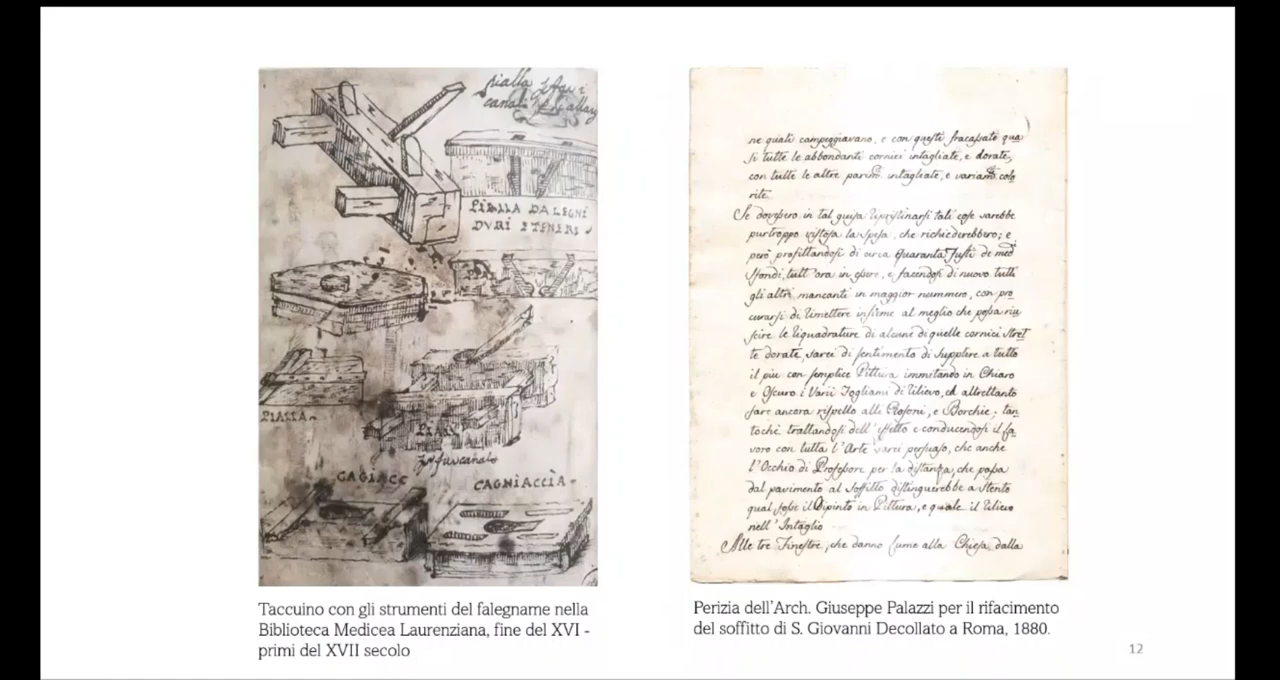 pialla
canali
PIALLA DA LEGNI
DVRI E TENERI
PIALLA
CAGNIACCIA
Taccuino con gli strumenti del falegname nella
Biblioteca Medicea Laurenziana, fine del XVI -
primi del XVII secolo
ne quali campeggiavano, e con questi fracassate qua
si tutte le abbondanti cornici intagliate, e dorate,
con tutte le altre parim. intagliate, e variam. colo
rite.
Se dovessero in tal guisa ripristinarsi tali cose sarebbe
purtroppo vistosa la spesa, che richiederebbero; e
però profittandosi di circa quaranta fusti de med
sfondi, tutt'ora in essere, e facendosi di nuovo tutti
gli altri mancanti in maggior nummero, con pro
curarsi di rimettere insieme al meglio che possa riu
scire le riquadrature di alcune di quelle cornici stret
te dorate, sarei di sentimento di supplire a tutto
il più con semplice Pittura immitando in Chiaro
e Oscuro i varii Fogliami di rilievo, ed altrettanto
fare ancora rispetto alli Rosoni, e Borchie; tan
tochè trattandosi dell'effetto e conducendosi il la
voro con tutta l'Arte sarei persuaso, che anche
l'Occhio di Professore per la distanza, che passa
dal pavimento al soffitto distinguerebbe a stento
qual fosse il Dipinto in Pittura, e quale il rilievo
nell'Intaglio
Alle tre Finestre, che danno lume alla Chiesa, dalla
Perizia dell'Arch. Giuseppe Palazzi per il rifacimento
del soffitto di S. Giovanni Decollato a Roma, 1880.
12